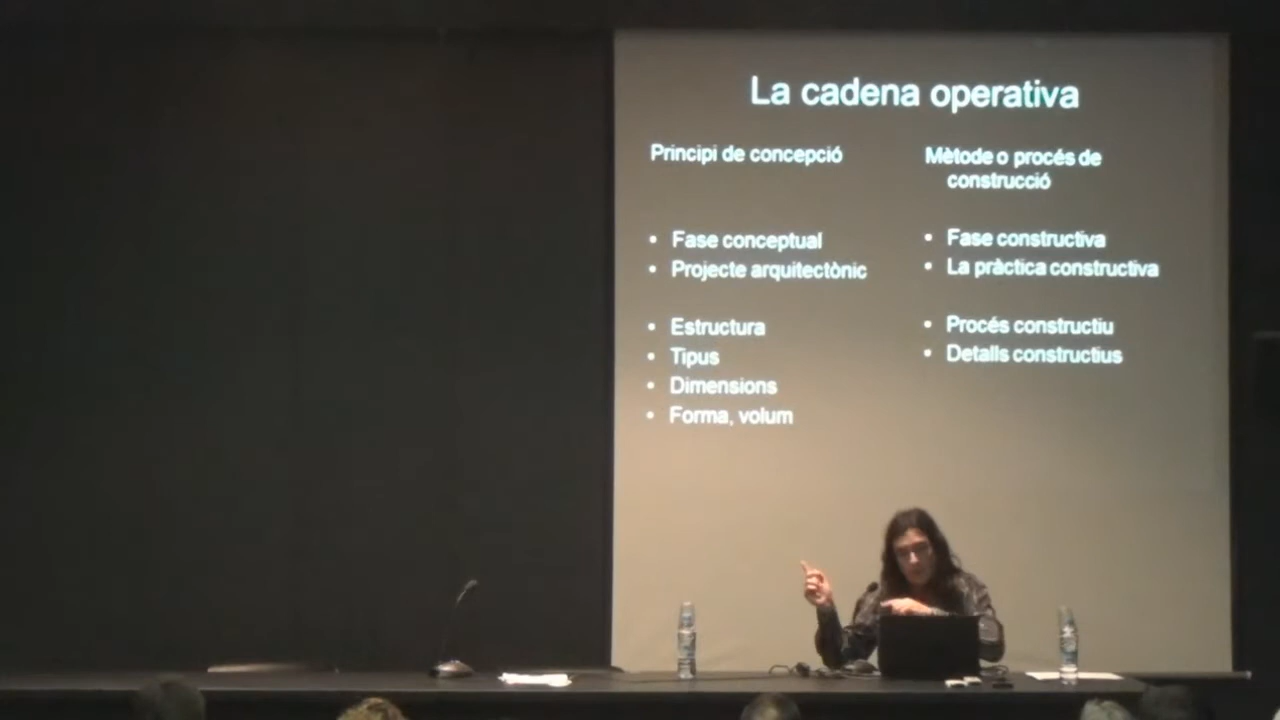 La cadena operativa
Principi de concepció
• Fase conceptual
• Projecte arquitectònic
• Estructura
• Tipus
• Dimensions
• Forma, volum
Mètode o procés de
construcció
• Fase constructiva
• La pràctica constructiva
• Procés constructiu
• Detalls constructius